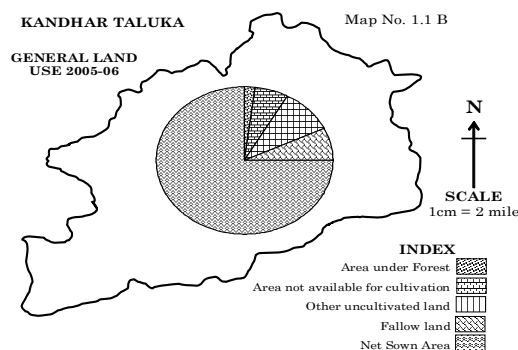 KANDHAR TALUKA
Map No. 1.1 B
GENERAL LAND
USE 2005-06
N
SCALE
1cm = 2 mile
INDEX
Area under Forest
Area not available for cultivation
Other uncultivated land
Fallow land
Net Sown Area